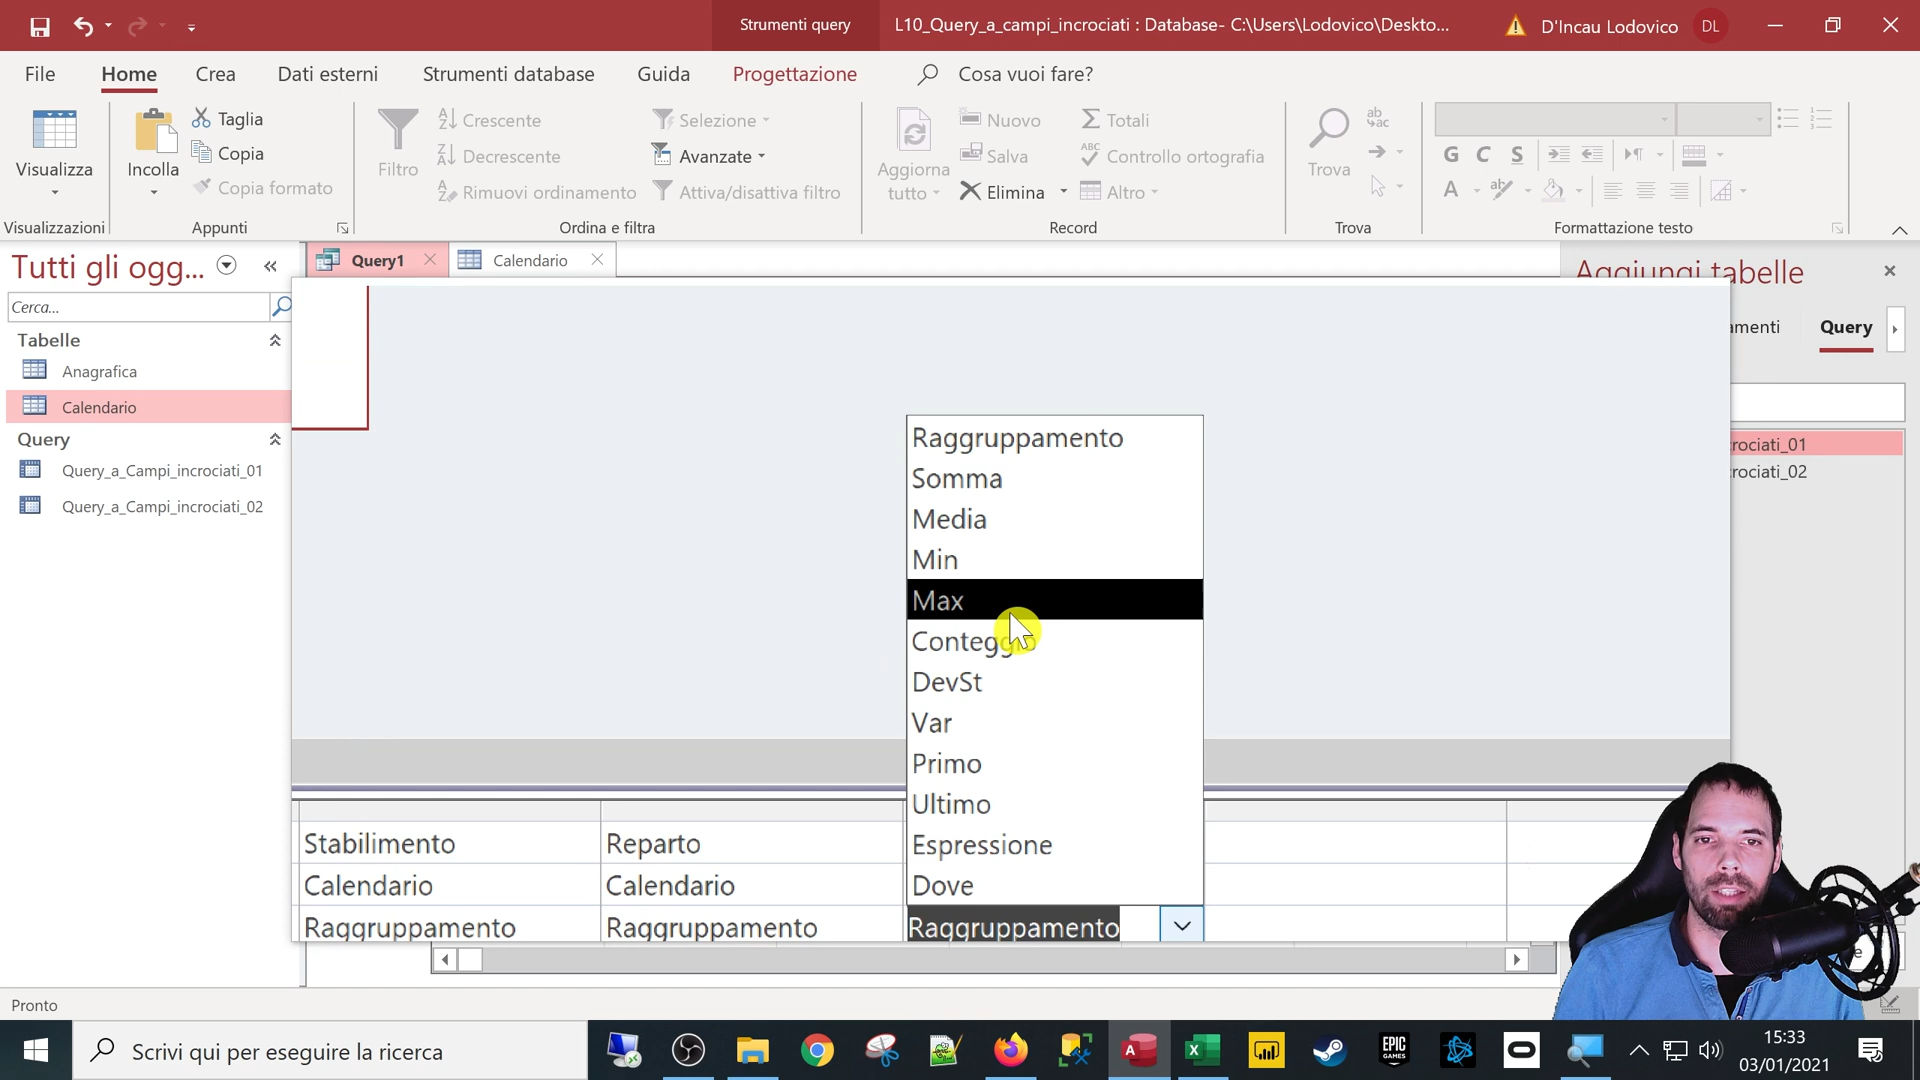 Strumenti query
L10_Query_a_campi_incrociati : Database- C:\Users\Lodovico\Deskto...
D'Incau Lodovico
DL
File
Home
Crea
Dati esterni
Strumenti database
Guida
Progettazione
Cosa vuoi fare?
Visualizza
Visualizzazioni
Incolla
Taglia
Copia
Copia formato
Appunti
Filtro
Crescente
Decrescente
Rimuovi ordinamento
Selezione
Avanzate
Attiva/disattiva filtro
Ordina e filtra
Aggiorna
tutto
Nuovo
Salva
Elimina
Totali
Controllo ortografia
Altro
Record
Trova
Trova
G C S
Formattazione testo
Tutti gli ogg...
Cerca...
Tabelle
Anagrafica
Calendario
Query
Query_a_Campi_incrociati_01
Query_a_Campi_incrociati_02
Query1
Calendario
Aggiungi tabelle
amenti
Query
rociati_01
rociati_02
Raggruppamento
Somma
Media
Min
Max
Conteggio
DevSt
Var
Primo
Ultimo
Espressione
Dove
Stabilimento
Reparto
Calendario
Calendario
Raggruppamento
Raggruppamento
Raggruppamento
Pronto
Scrivi qui per eseguire la ricerca
EPIC
GAMES
15:33
03/01/2021